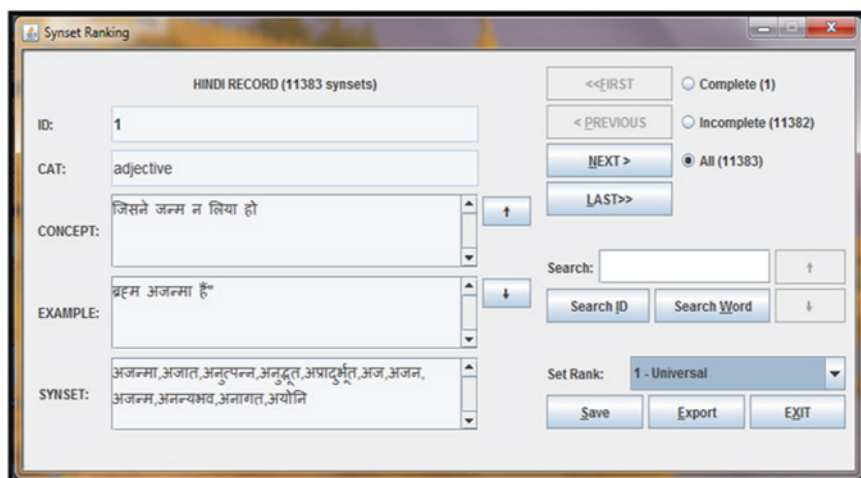 Synset Ranking
HINDI RECORD (11383 synsets)
ID:
1
CAT:
adjective
CONCEPT:
जिसने जन्म न लिया हो
EXAMPLE:
ब्रह्म अजन्मा हैं"
SYNSET:
अजन्मा,अजात,अनुत्पन्न,अनुद्भूत,अप्रादुर्भूत,अज,अजन,
अजन्म,अनन्यभव,अनागत,अयोनि
<<FIRST
Complete (1)
< PREVIOUS
Incomplete (11382)
NEXT >
All (11383)
LAST>>
Search:
Search ID
Search Word
Set Rank:
1 - Universal
Save
Export
EXIT